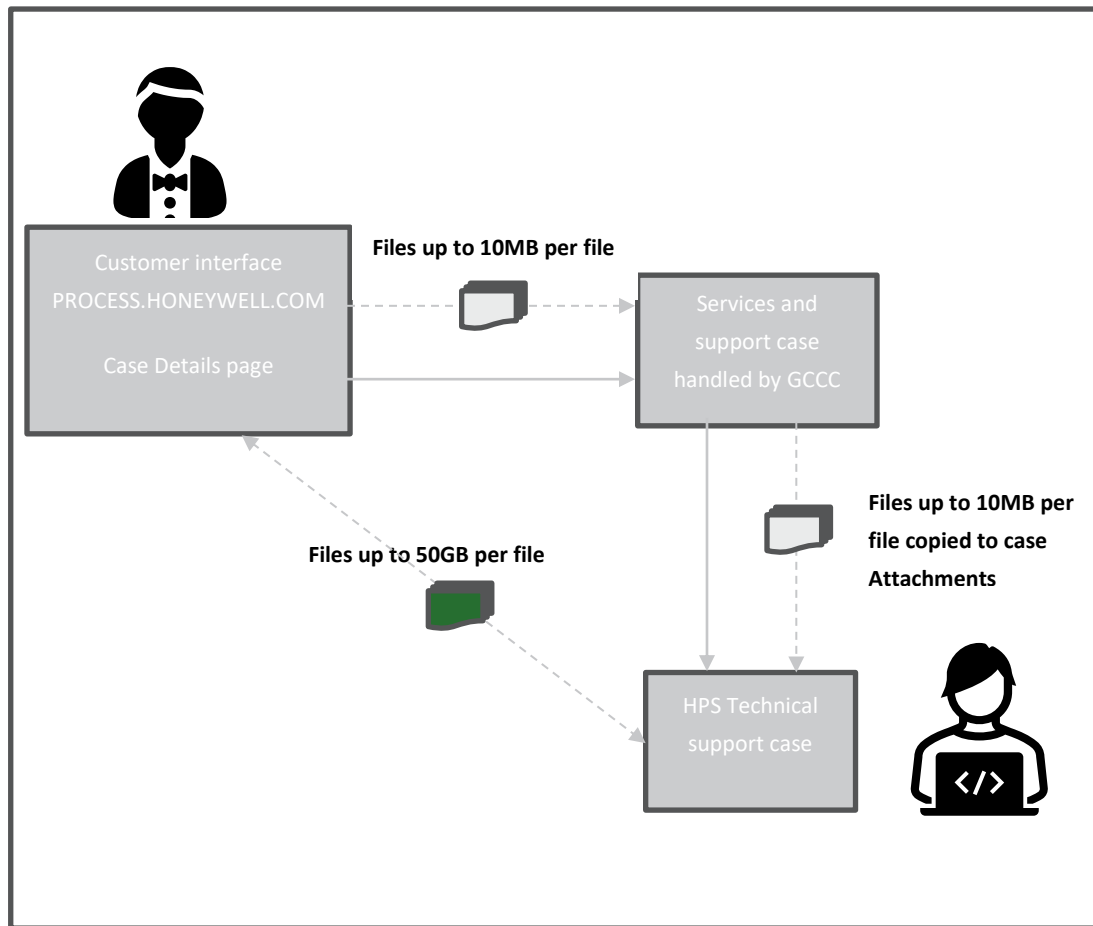 Files up to 10MB per file
Customer interface
PROCESS.HONEYWELL.COM
Case Details page
Services and
support case
handled by GCCC
Files up to 10MB per
file copied to case
Attachments
Files up to 50GB per file
HPS Technical
support case
</>